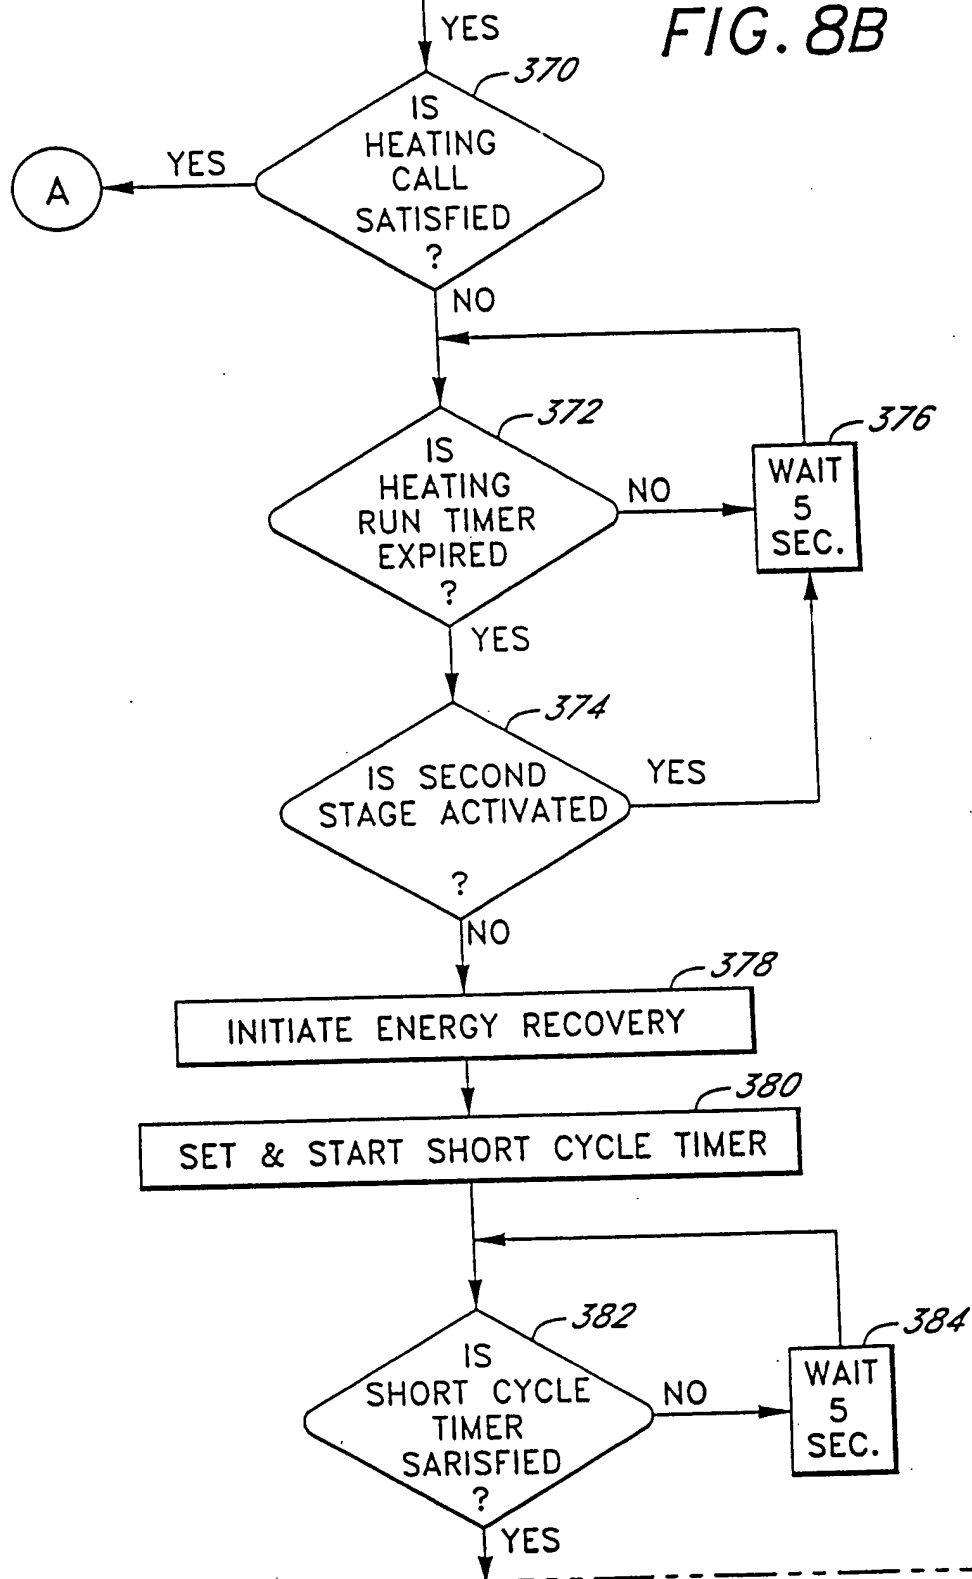 FIG. 8B
YES
370
IS
HEATING
CALL
SATISFIED
?
YES
A
NO
372
IS
HEATING
RUN TIMER
EXPIRED
?
NO
376
WAIT
5
SEC.
YES
374
IS SECOND
STAGE ACTIVATED
?
YES
NO
378
INITIATE ENERGY RECOVERY
380
SET & START SHORT CYCLE TIMER
382
IS
SHORT CYCLE
TIMER
SARISFIED
?
NO
384
WAIT
5
SEC.
YES